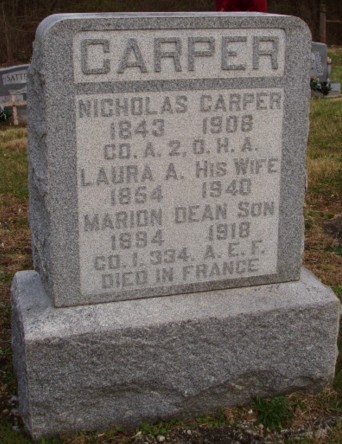 CARPER
NICHOLAS CARPER
1843 1906
CO. A. 2, O. H. A.
LAURA A. HIS WIFE
1854 1940
MARION DEAN SON
1894 1918
CO. I. 334. A. E. F.
DIED IN FRANCE